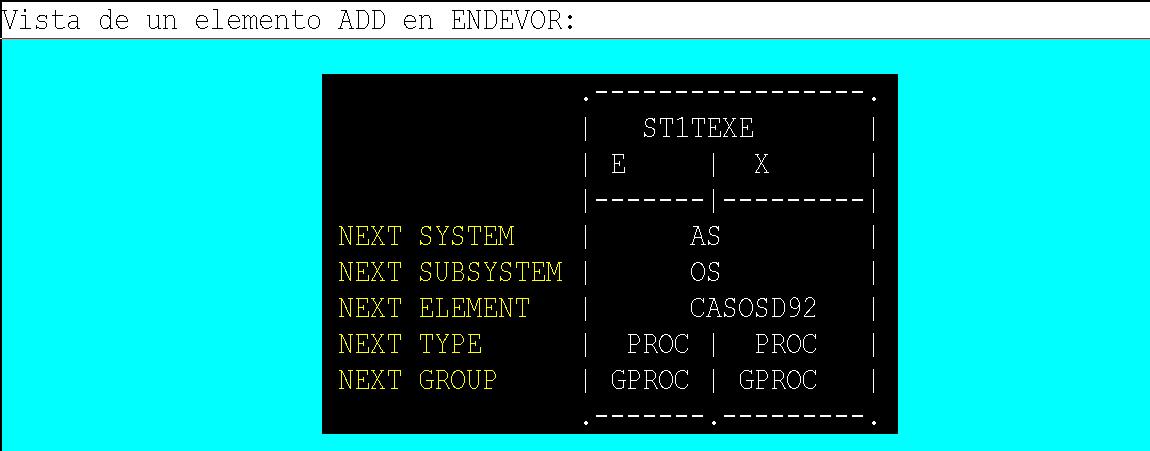 Vista de un elemento ADD en ENDEVOR:
.-----------------.
| ST1TEXE |
| E | X |
|-------|---------|
NEXT SYSTEM | AS |
NEXT SUBSYSTEM | OS |
NEXT ELEMENT | CASOSD92 |
NEXT TYPE | PROC | PROC |
NEXT GROUP | GPROC | GPROC |
.-------.---------.